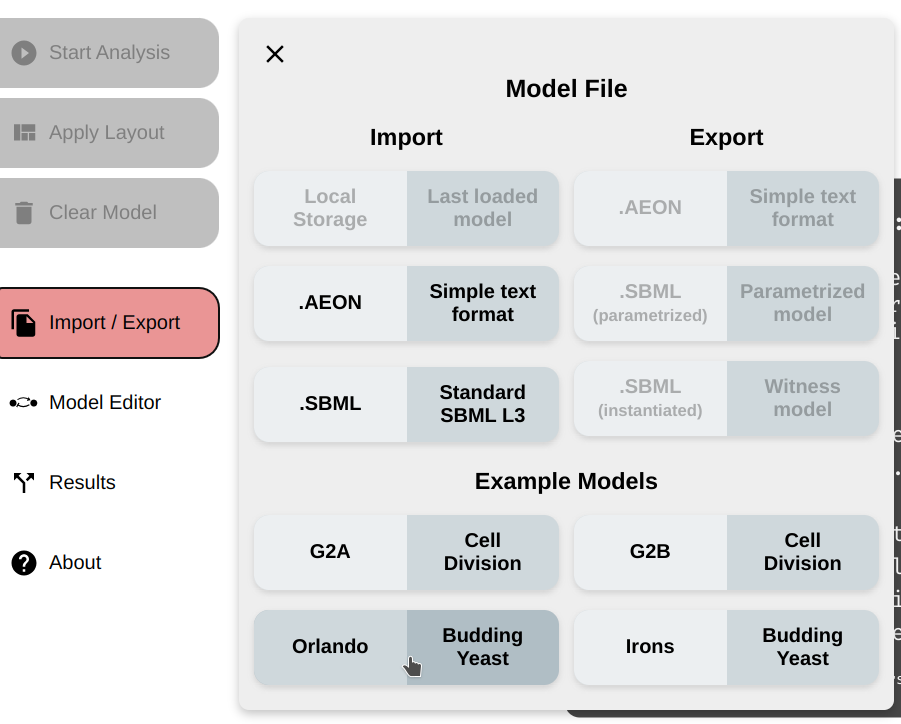 Start Analysis
Apply Layout
Clear Model
Import / Export
Model Editor
Results
About
Model File
Import
Export
Local
Storage
Last loaded
model
.AEON
Simple text
format
.AEON
Simple text
format
.SBML
(parametrized)
Parametrized
model
.SBML
Standard
SBML L3
.SBML
(instantiated)
Witness
model
Example Models
G2A
Cell
Division
G2B
Cell
Division
Orlando
Budding
Yeast
Irons
Budding
Yeast